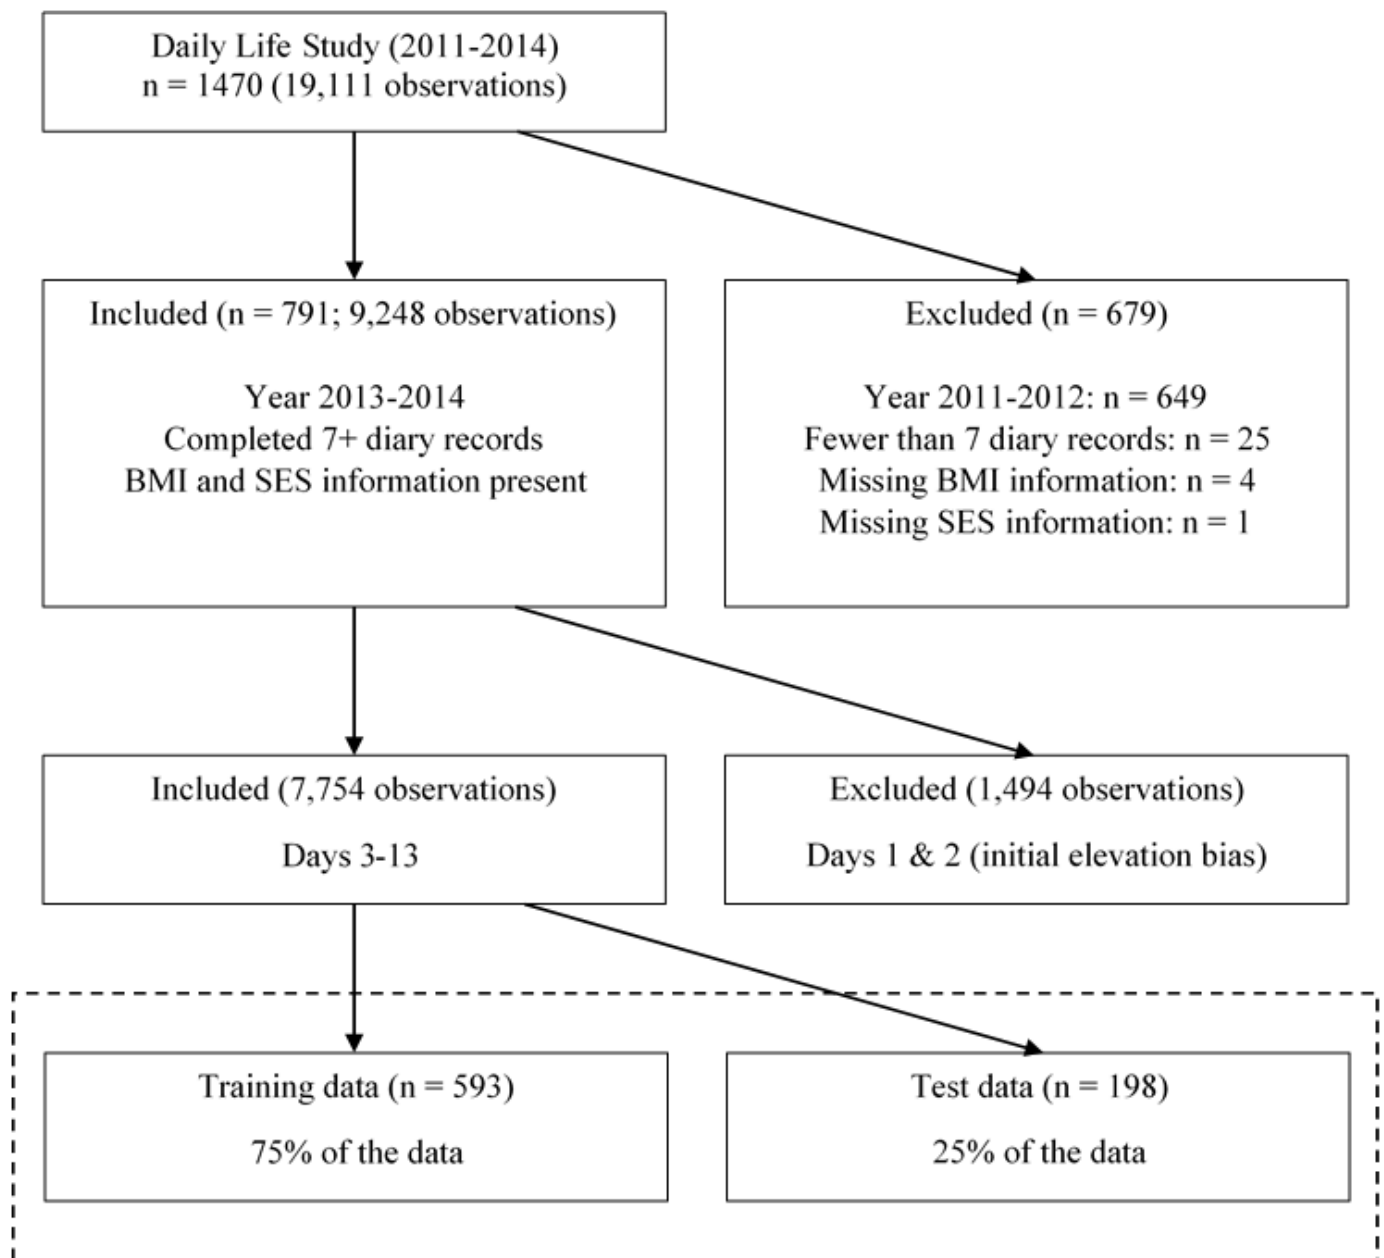 Daily Life Study (2011-2014)
n = 1470 (19,111 observations)
Included (n = 791; 9,248 observations)
Year 2013-2014
Completed 7+ diary records
BMI and SES information present
Excluded (n = 679)
Year 2011-2012: n = 649
Fewer than 7 diary records: n = 25
Missing BMI information: n = 4
Missing SES information: n = 1
Included (7,754 observations)
Days 3-13
Excluded (1,494 observations)
Days 1 & 2 (initial elevation bias)
Training data (n = 593)
75% of the data
Test data (n = 198)
25% of the data